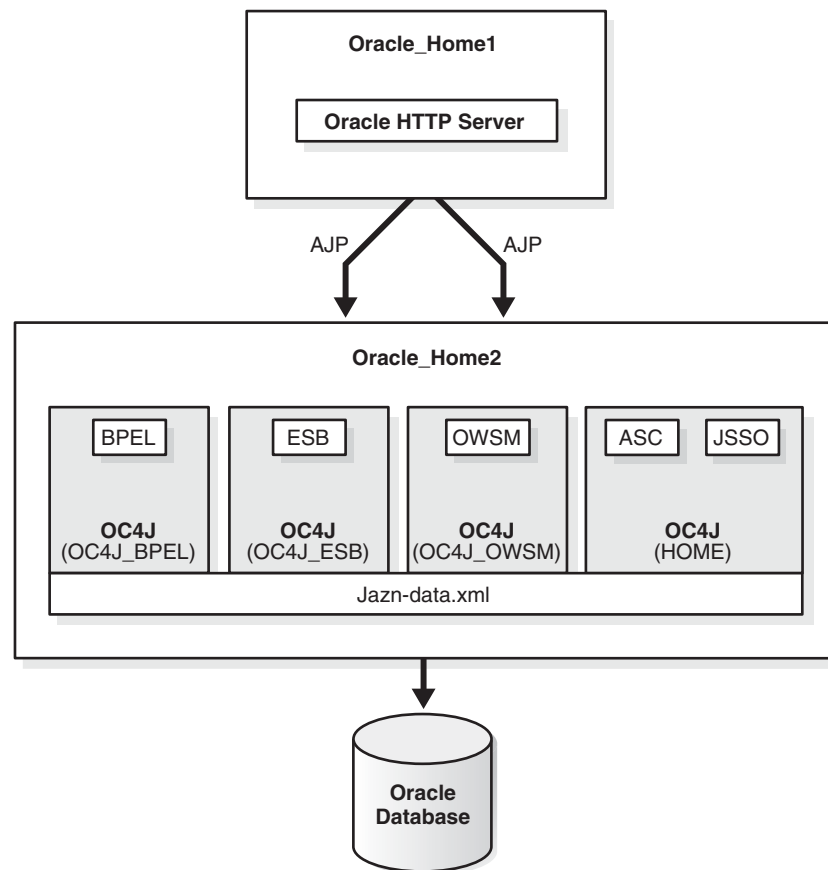 Oracle_Home1
Oracle HTTP Server
AJP
AJP
Oracle_Home2
BPEL
ESB
OWSM
ASC
JSSO
OC4J
(OC4J_BPEL)
OC4J
(OC4J_ESB)
OC4J
(OC4J_OWSM)
OC4J
(HOME)
Jazn-data.xml
Oracle
Database